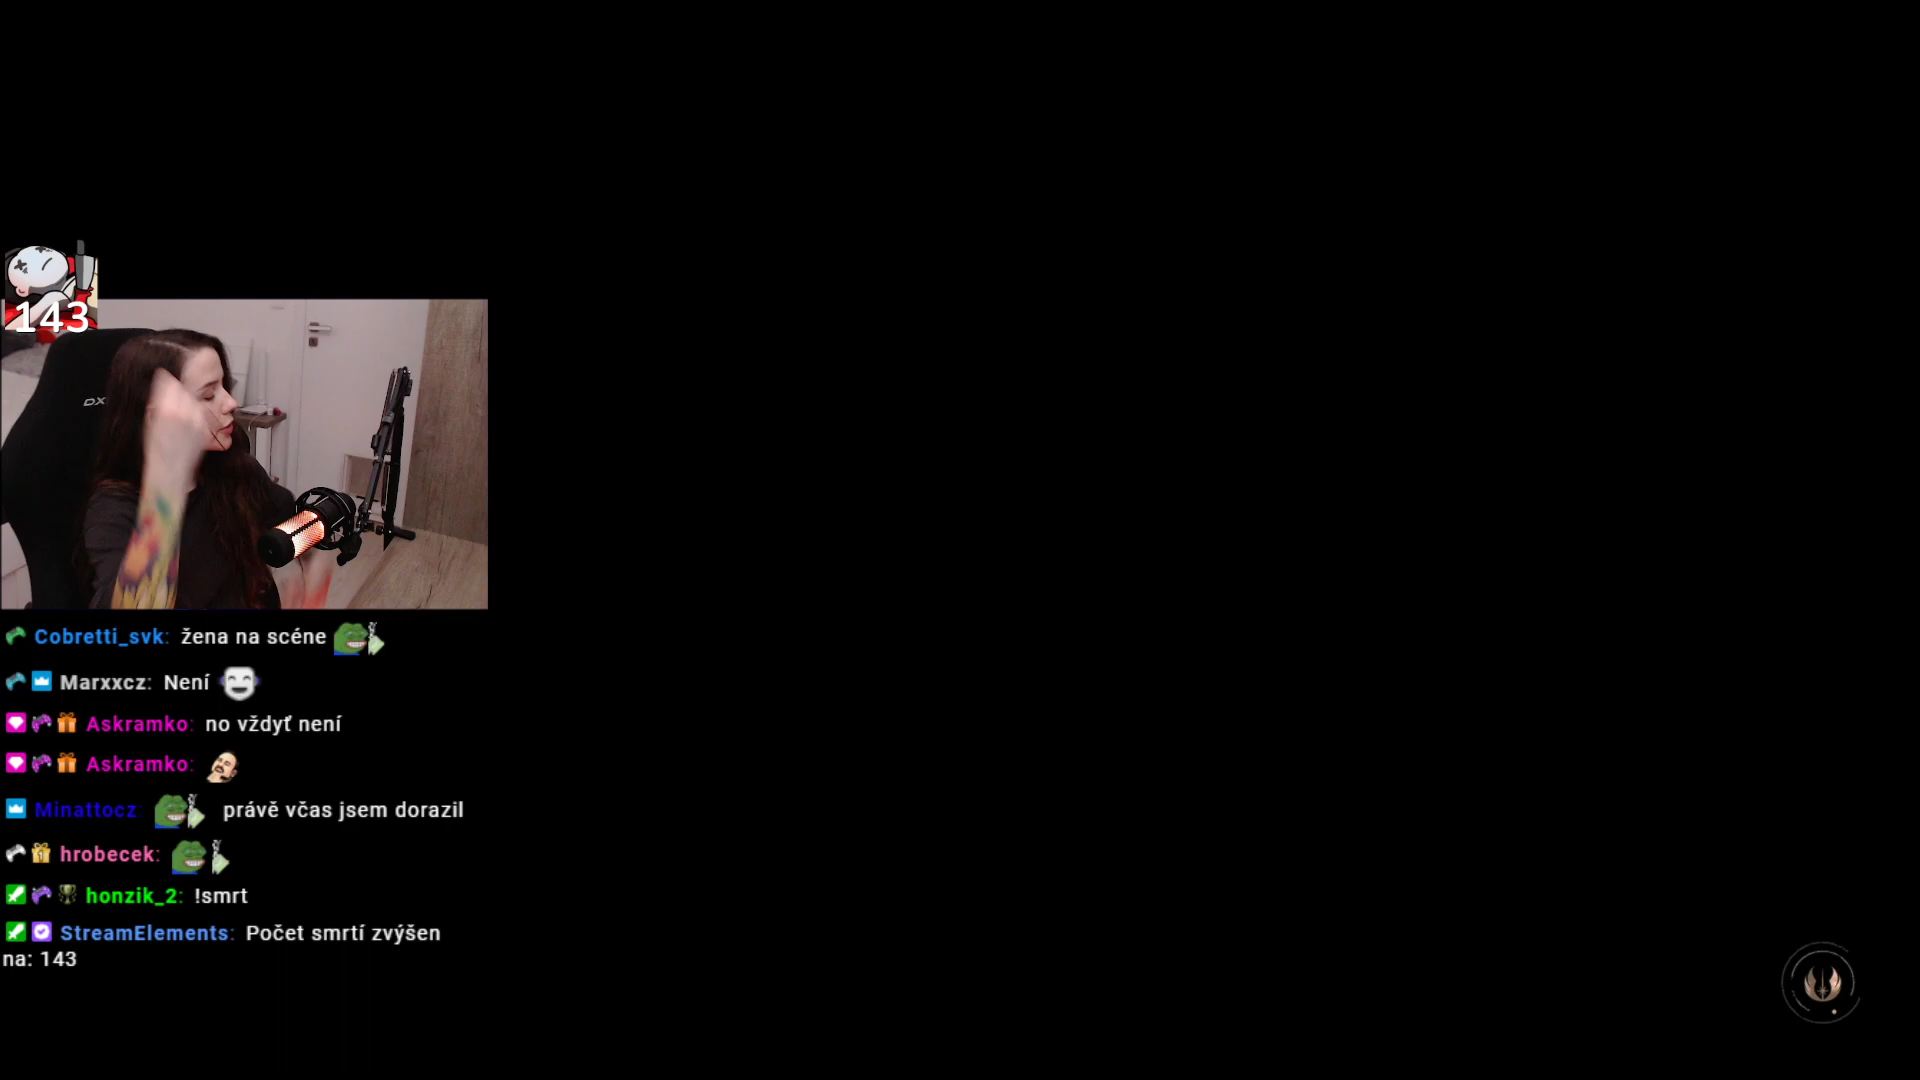 143
DX
Cobretti_svk: žena na scéne
Marxxcz: Není
Askramko: no vždyť není
Askramko:
Minattocz: právě včas jsem dorazil
hrobecek:
honzik_2: !smrt
StreamElements: Počet smrtí zvýšen
na: 143